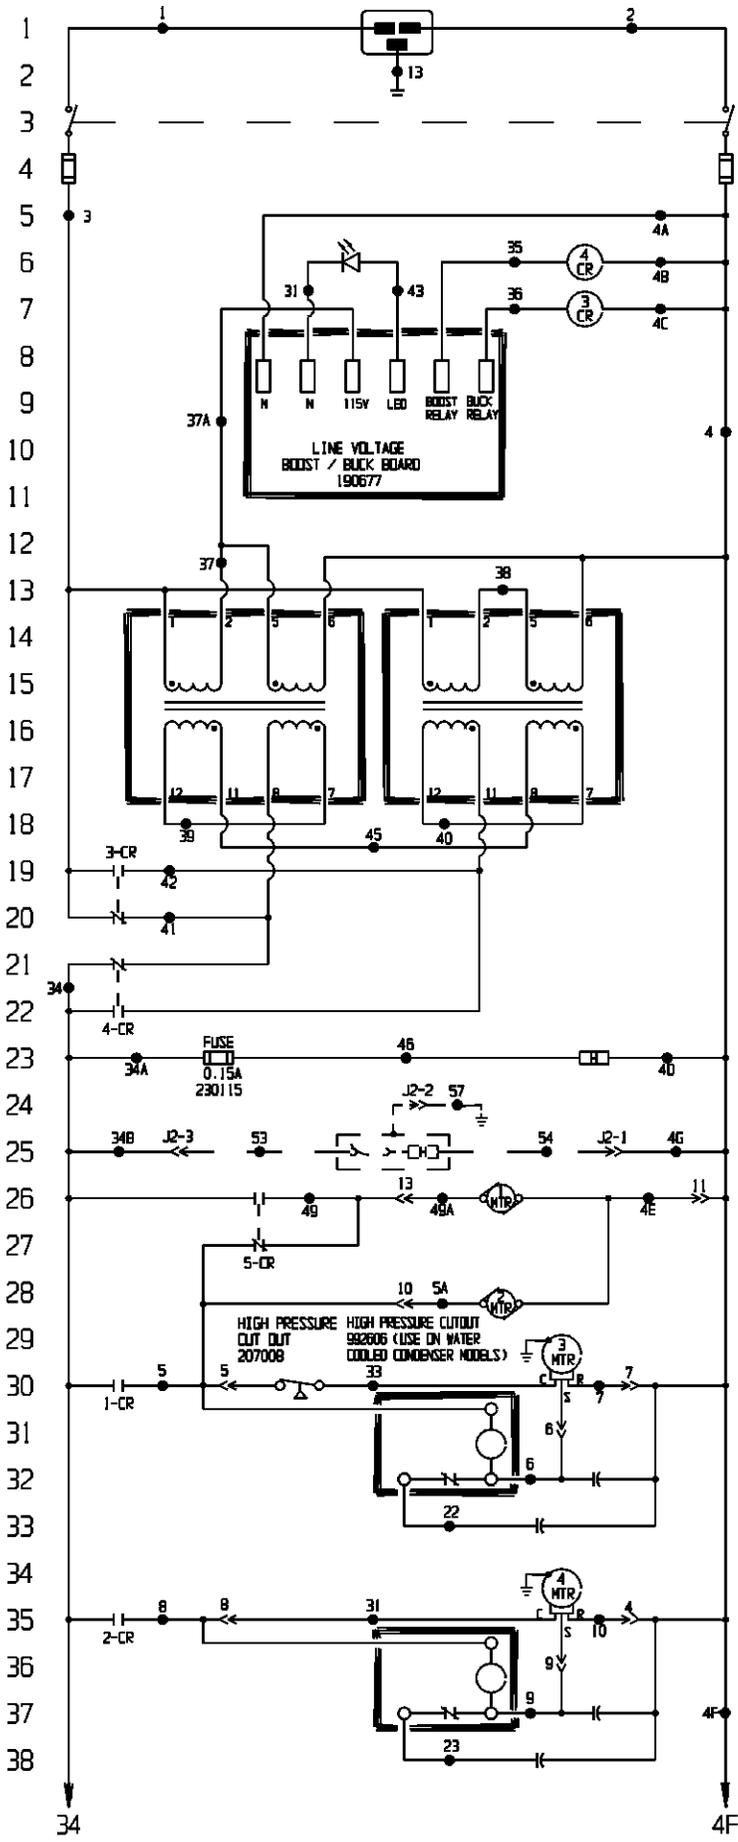 1
1
2
2
13
3
4
5
3
4A
6
35
4
CR
4B
7
31
43
36
3
CR
4C
8
9
N
N
115V
LED
BOOST
RELAY
BUCK
RELAY
37A
4
10
LINE VOLTAGE
BOOST / BUCK BOARD
190677
11
12
37
13
38
1
2
5
6
1
2
5
6
14
15
16
17
12
11
8
7
12
11
8
7
18
39
45
40
19
3-CR
42
20
41
21
34
22
4-CR
23
FUSE
34A
0.15A
230115
46
4D
24
J2-2
57
25
34B
J2-3
53
54
J2-1
4G
26
49
13
49A
1
MTR
4E
11
27
5-CR
28
10
5A
2
MTR
29
HIGH PRESSURE
CUT OUT
207008
HIGH PRESSURE CUTOUT
992606 (USE ON WATER
COOLED CONDENSER MODELS)
3
MTR
30
1-CR
5
5
33
C
R
S
7
7
31
6
32
6
33
22
34
4
MTR
35
2-CR
8
8
31
C
R
S
10
4
36
9
37
9
4F
38
23
34
4F